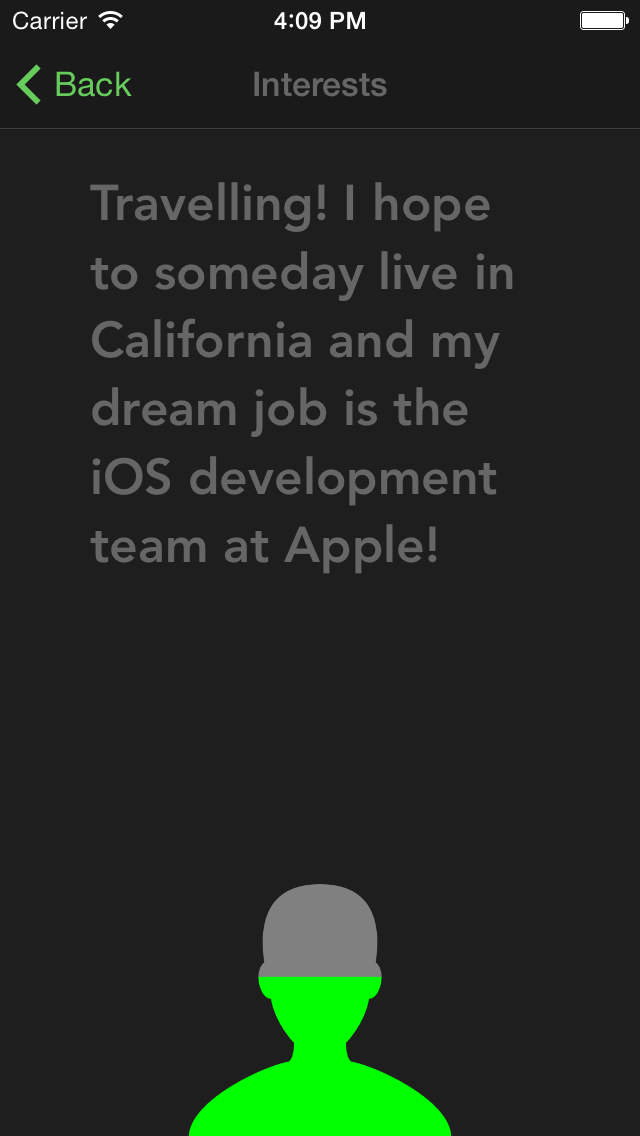 Carrier 4:09 PM
Back Interests
Travelling! I hope
to someday live in
California and my
dream job is the
iOS development
team at Apple!